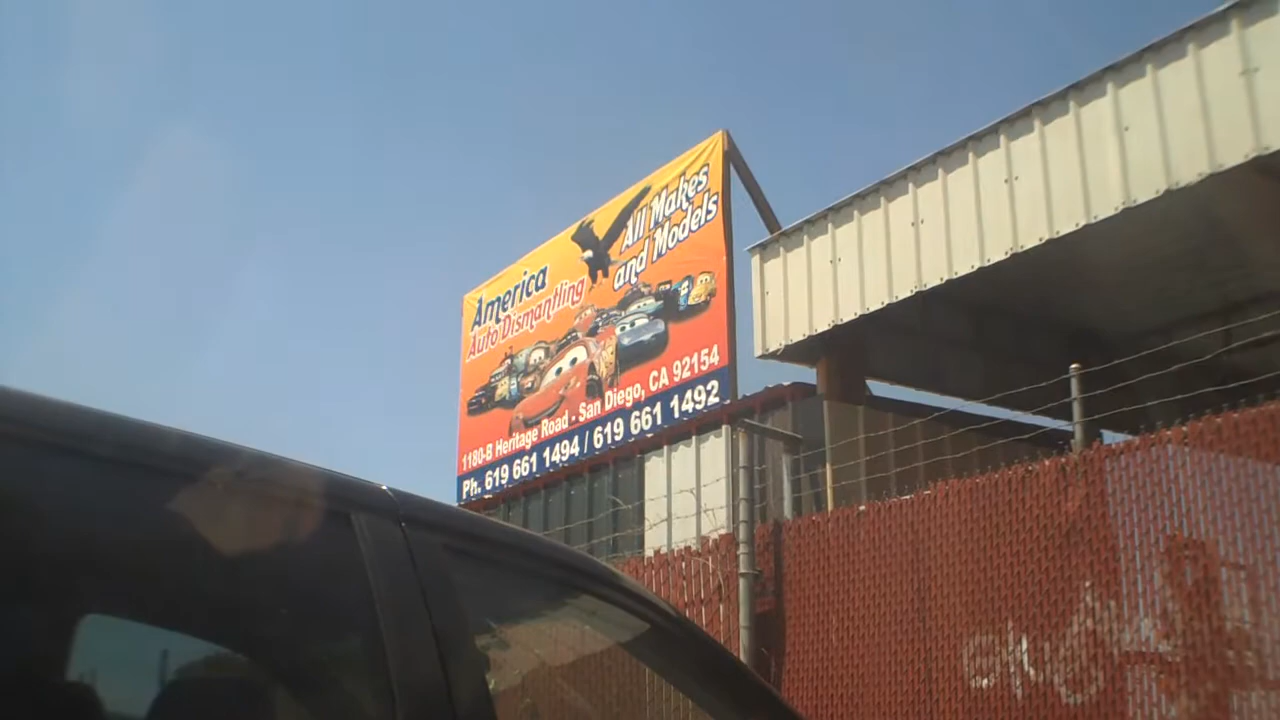 America
Auto Dismantling
All Makes
and Models
1180-B Heritage Road - San Diego, CA 92154
Ph. 619 661 1494 / 619 661 1492